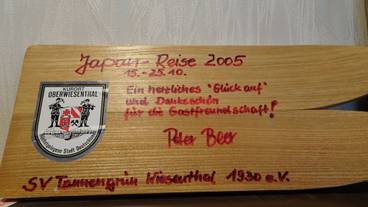 Japan-Reise 2005
15.-25.10.
KURORT
OBERWIESENTHAL
Ein herzliches "Glück auf"
und Dankeschön
für die Gastfreundschaft!
Peter Beer
SV Tannengrün Wiesenthal 1930 e.V.